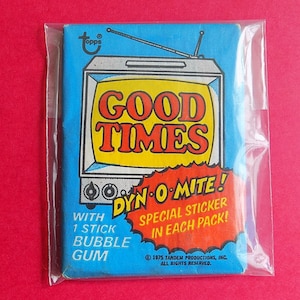 topps®
GOOD
TIMES
DYN·O·MITE!
SPECIAL STICKER
IN EACH PACK!
WITH
1 STICK
BUBBLE
GUM
© 1975 TANDEM PRODUCTIONS, INC.
ALL RIGHTS RESERVED.